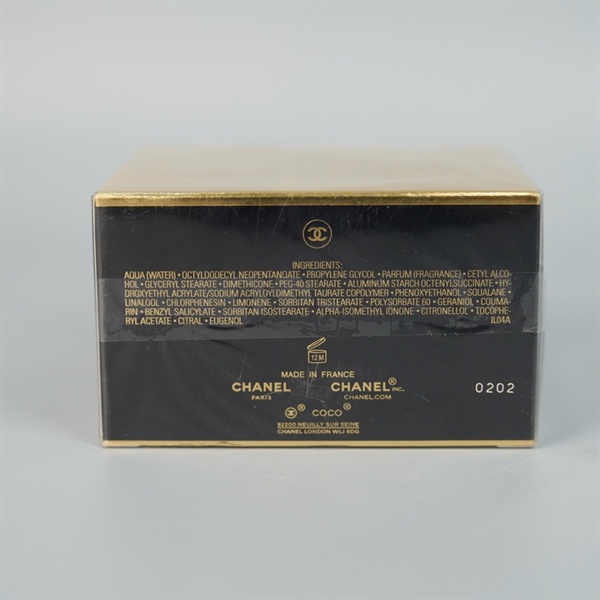 INGREDIENTS:
AQUA (WATER) • OCTYLDODECYL NEOPENTANOATE • PROPYLENE GLYCOL • PARFUM (FRAGRANCE) • CETYL ALCO-
HOL • GLYCERYL STEARATE • DIMETHICONE • PEG-40 STEARATE • ALUMINUM STARCH OCTENYLSUCCINATE • HY-
DROXYETHYL ACRYLATE/SODIUM ACRYLOYLDIMETHYL TAURATE COPOLYMER • PHENOXYETHANOL • SQUALANE •
LINALOOL • CHLORPHENESIN • LIMONENE • SORBITAN TRISTEARATE • POLYSORBATE 60 • GERANIOL • COUMA-
RIN • BENZYL SALICYLATE • SORBITAN ISOSTEARATE • ALPHA-ISOMETHYL IONONE • CITRONELLOL • TOCOPHE-
RYL ACETATE • CITRAL • EUGENOL IL04A
12M
MADE IN FRANCE
CHANEL CHANEL® INC.
PARIS CHANEL.COM
0202
® COCO®
92200 NEUILLY SUR SEINE
CHANEL LONDON W1J 6DG